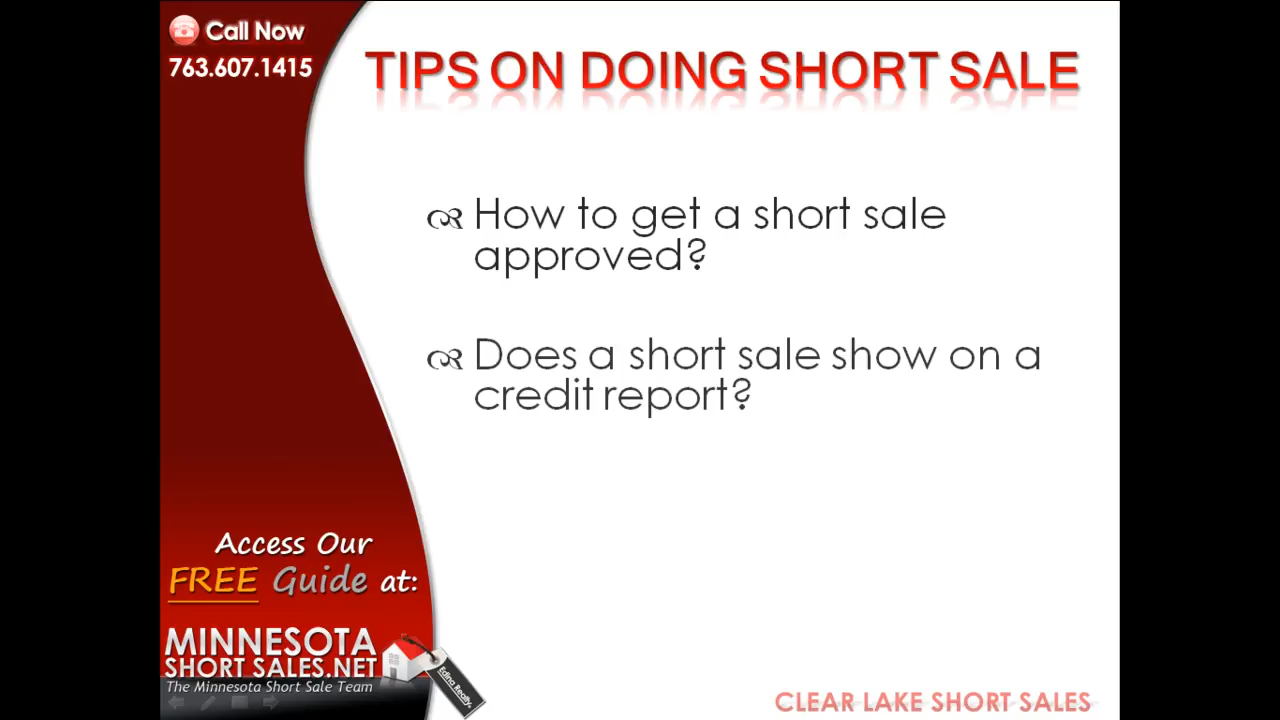 Call Now
763.607.1415
TIPS ON DOING SHORT SALE
How to get a short sale
approved?
Does a short sale show on a
credit report?
Access Our
FREE Guide at:
MINNESOTA
SHORT SALES.NET
The Minnesota Short Sale Team
Edina Realty.
CLEAR LAKE SHORT SALES